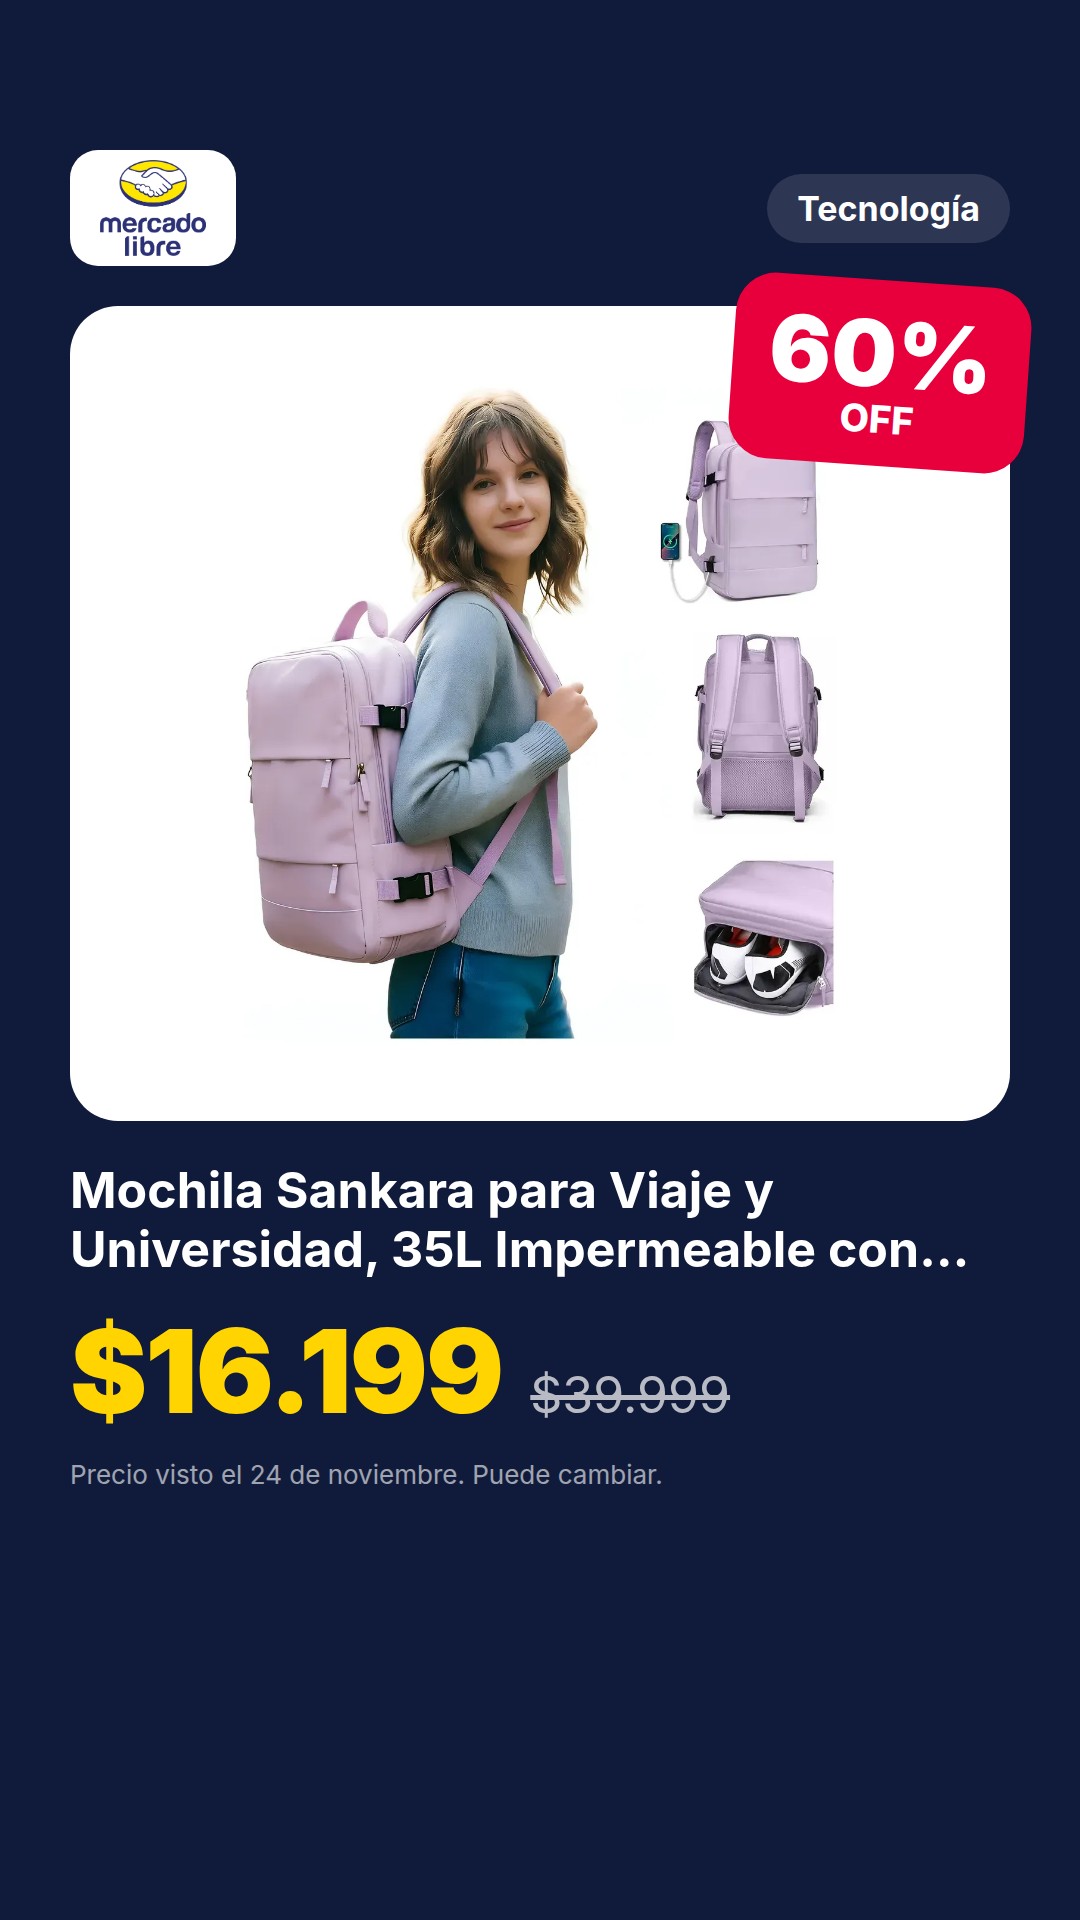 mercado
libre
Tecnología
60%
OFF
Mochila Sankara para Viaje y
Universidad, 35L Impermeable con...
$16.199 $39.999
Precio visto el 24 de noviembre. Puede cambiar.